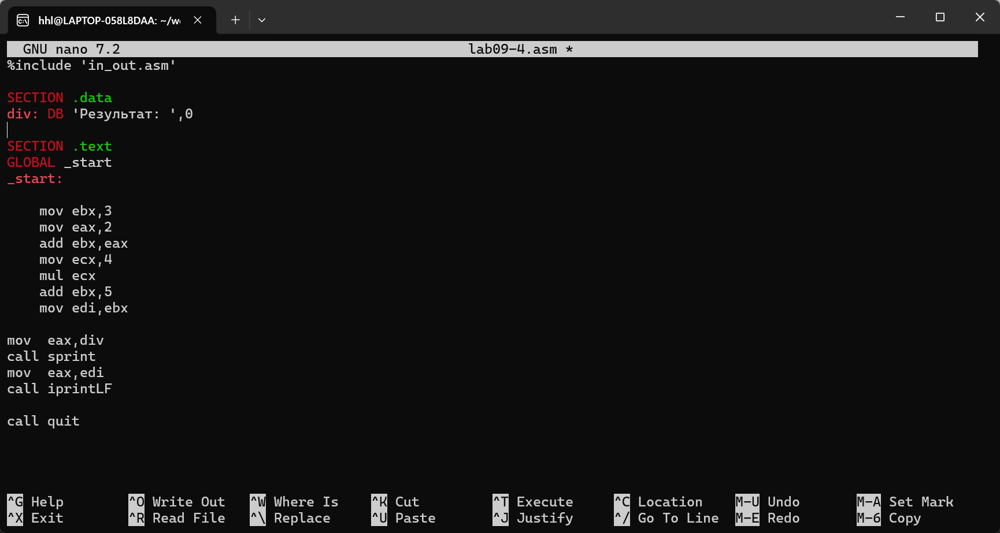 hhl@LAPTOP-058L8DAA: ~/w
GNU nano 7.2 lab09-4.asm *
%include 'in_out.asm'
SECTION .data
div: DB 'Результат: ',0
SECTION .text
GLOBAL _start
_start:
mov ebx,3
mov eax,2
add ebx,eax
mov ecx,4
mul ecx
add ebx,5
mov edi,ebx
mov  eax,div
call sprint
mov  eax,edi
call iprintLF
call quit
^G Help ^O Write Out ^W Where Is ^K Cut ^T Execute ^C Location M-U Undo M-A Set Mark
^X Exit ^R Read File ^\ Replace ^U Paste ^J Justify ^/ Go To Line M-E Redo M-6 Copy